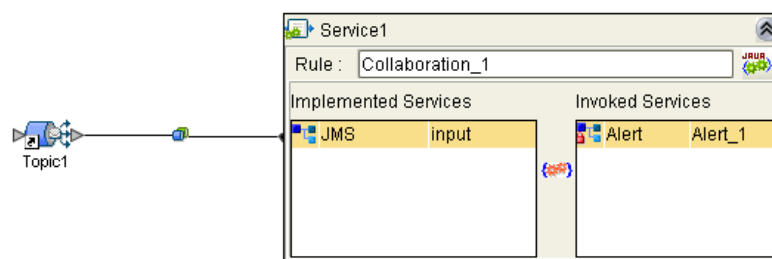 Service1
Rule : Collaboration_1
JAVA
Implemented Services Invoked Services
JMS input Alert Alert_1
Topic1